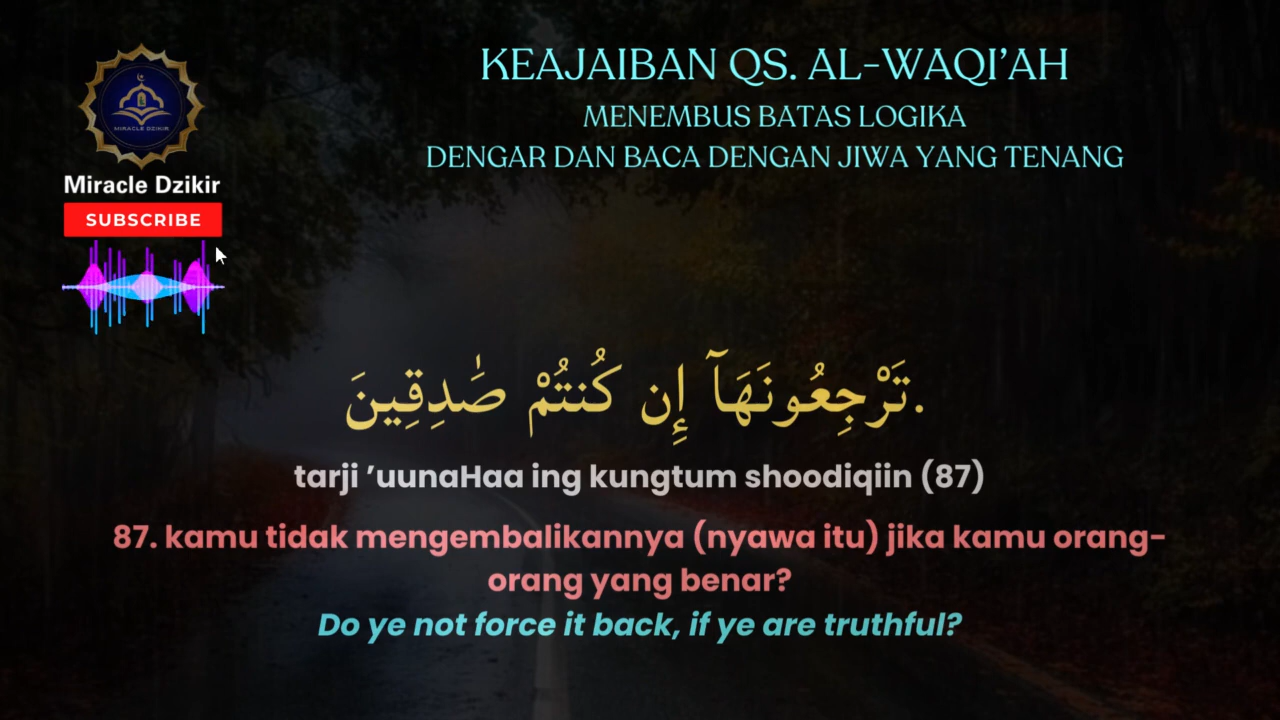 KEAJAIBAN QS. AL-WAQI'AH
MENEMBUS BATAS LOGIKA
DENGAR DAN BACA DENGAN JIWA YANG TENANG
MIRACLE DZIKIR
Miracle Dzikir
SUBSCRIBE
تَرْجِعُونَهَآ إِن كُنتُمْ صَٰدِقِينَ.
tarji ’uunaHaa ing kungtum shoodiqiin (87)
87. kamu tidak mengembalikannya (nyawa itu) jika kamu orang-
orang yang benar?
Do ye not force it back, if ye are truthful?